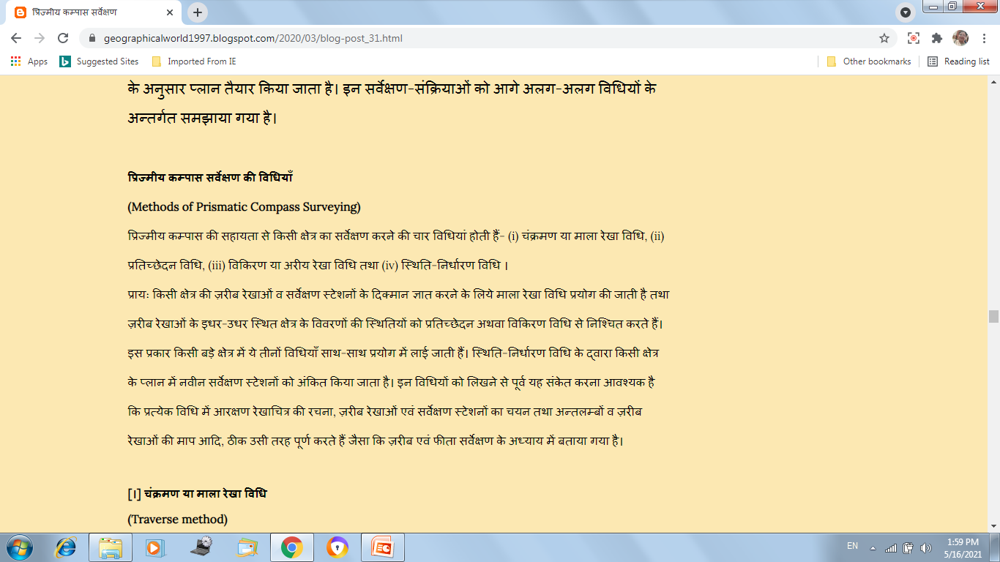 प्रिज्मीय कम्पास सर्वेक्षण
geographicalworld1997.blogspot.com/2020/03/blog-post_31.html
Apps Suggested Sites Imported From IE Other bookmarks Reading list
के अनुसार प्लान तैयार किया जाता है। इन सर्वेक्षण-संक्रियाओं को आगे अलग-अलग विधियों के
अन्तर्गत समझाया गया है।
प्रिज्मीय कम्पास सर्वेक्षण की विधियाँ
(Methods of Prismatic Compass Surveying)
प्रिज्मीय कम्पास की सहायता से किसी क्षेत्र का सर्वेक्षण करने की चार विधियां होती हैं- (i) चंक्रमण या माला रेखा विधि, (ii)
प्रतिच्छेदन विधि, (iii) विकिरण या अरीय रेखा विधि तथा (iv) स्थिति-निर्धारण विधि ।
प्रायः किसी क्षेत्र की ज़रीब रेखाओं व सर्वेक्षण स्टेशनों के दिक्मान ज्ञात करने के लिये माला रेखा विधि प्रयोग की जाती है तथा
ज़रीब रेखाओं के इधर-उधर स्थित क्षेत्र के विवरणों की स्थितियों को प्रतिच्छेदन अथवा विकिरण विधि से निश्चित करते हैं।
इस प्रकार किसी बड़े क्षेत्र में ये तीनों विधियाँ साथ-साथ प्रयोग में लाई जाती हैं। स्थिति-निर्धारण विधि के द्वारा किसी क्षेत्र
के प्लान में नवीन सर्वेक्षण स्टेशनों को अंकित किया जाता है। इन विधियों को लिखने से पूर्व यह संकेत करना आवश्यक है
कि प्रत्येक विधि में आरक्षण रेखाचित्र की रचना, ज़रीब रेखाओं एवं सर्वेक्षण स्टेशनों का चयन तथा अन्तलम्बों व ज़रीब
रेखाओं की माप आदि, ठीक उसी तरह पूर्ण करते हैं जैसा कि ज़रीब एवं फीता सर्वेक्षण के अध्याय में बताया गया है।
[।] चंक्रमण या माला रेखा विधि
(Traverse method)
EN 1:59 PM
5/16/2021